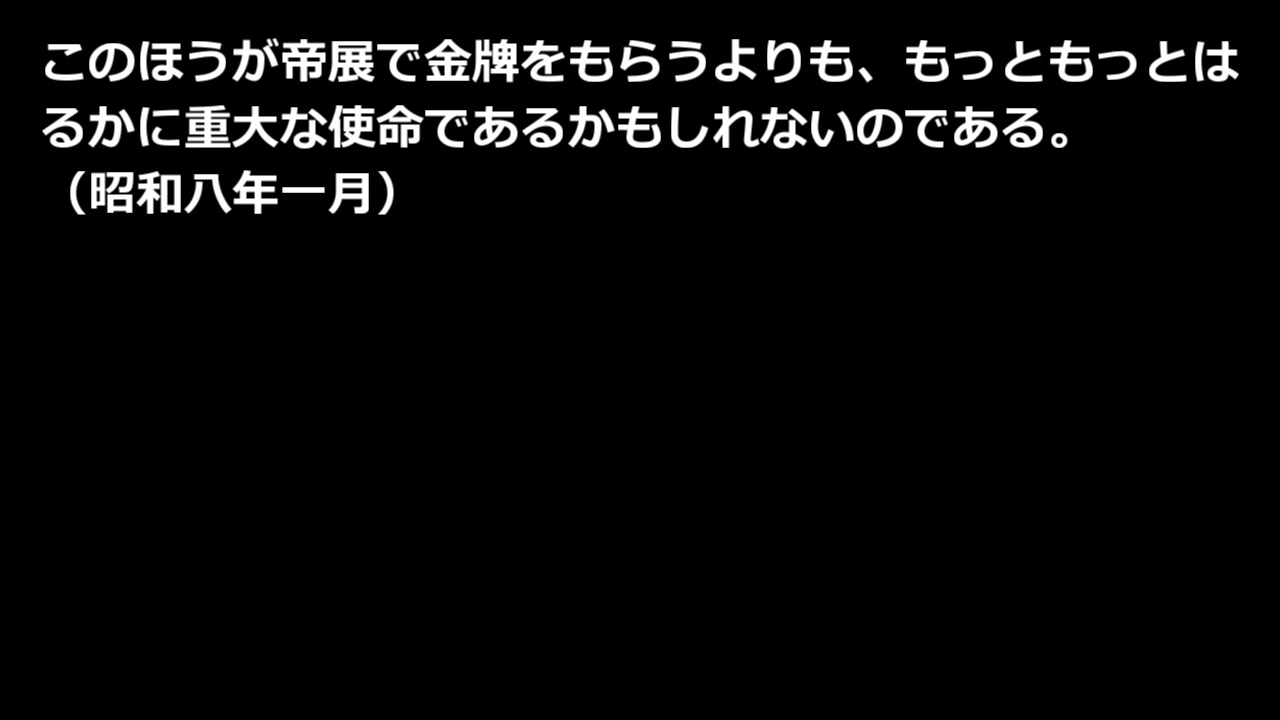 このほうが帝展で金牌をもらうよりも、もっともっとは
るかに重大な使命であるかもしれないのである。
（昭和八年一月）